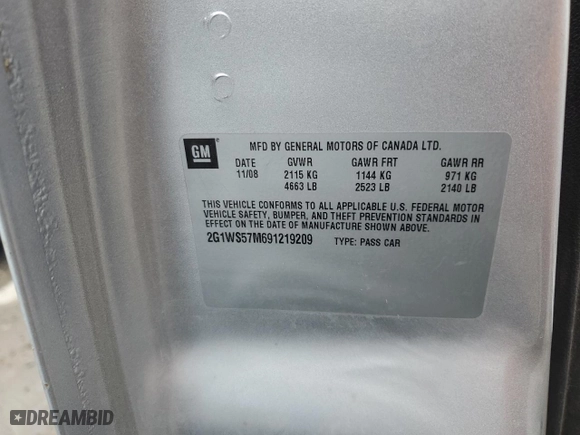 GM
MFD BY GENERAL MOTORS OF CANADA LTD.
DATE GVWR GAWR FRT GAWR RR
11/08 2115 KG 1144 KG 971 KG
4663 LB 2523 LB 2140 LB
THIS VEHICLE CONFORMS TO ALL APPLICABLE U.S. FEDERAL MOTOR
VEHICLE SAFETY, BUMPER, AND THEFT PREVENTION STANDARDS IN
EFFECT ON THE DATE OF MANUFACTURE SHOWN ABOVE.
2G1WS57M691219209 TYPE: PASS CAR
DREAMBID